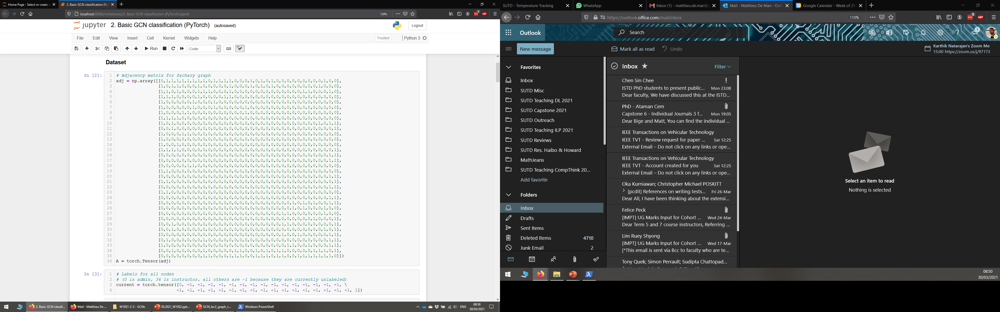 Home Page - Select or create a
2. Basic GCN classification (PyT
localhost:8888/notebooks/2. Basic GCN classification (PyTorch).ipynb
120%
jupyter 2. Basic GCN classification (PyTorch) (autosaved)
Logout
File Edit View Insert Cell Kernel Widgets Help
Trusted
Python 3
Run
Code
Dataset
In [2]:
1 # Adjacency matrix for Zachary graph
2 adj = np.array([[0,1,1,1,1,1,1,1,1,0,1,1,1,1,0,0,0,1,0,1,0,1,0,0,0,0,0,0,0,0,0,1,0,0],
3 [1,0,1,1,0,0,0,1,0,0,0,0,0,1,0,0,0,1,0,1,0,1,0,0,0,0,0,0,0,0,1,0,0,0],
4 [1,1,0,1,0,0,0,1,1,1,0,0,0,1,0,0,0,0,0,0,0,0,0,0,0,0,0,1,1,0,0,0,1,0],
5 [1,1,1,0,0,0,0,1,0,0,0,0,1,1,0,0,0,0,0,0,0,0,0,0,0,0,0,0,0,0,0,0,0,0],
6 [1,0,0,0,0,0,1,0,0,0,1,0,0,0,0,0,0,0,0,0,0,0,0,0,0,0,0,0,0,0,0,0,0,0],
7 [1,0,0,0,0,0,1,0,0,0,1,0,0,0,0,0,1,0,0,0,0,0,0,0,0,0,0,0,0,0,0,0,0,0],
8 [1,0,0,0,1,1,0,0,0,0,0,0,0,0,0,0,1,0,0,0,0,0,0,0,0,0,0,0,0,0,0,0,0,0],
9 [1,1,1,1,0,0,0,0,0,0,0,0,0,0,0,0,0,0,0,0,0,0,0,0,0,0,0,0,0,0,0,0,0,0],
10 [1,0,1,0,0,0,0,0,0,0,0,0,0,0,0,0,0,0,0,0,0,0,0,0,0,0,0,0,0,0,1,0,1,1],
11 [0,0,1,0,0,0,0,0,0,0,0,0,0,0,0,0,0,0,0,0,0,0,0,0,0,0,0,0,0,0,0,0,0,1],
12 [1,0,0,0,1,1,0,0,0,0,0,0,0,0,0,0,0,0,0,0,0,0,0,0,0,0,0,0,0,0,0,0,0,0],
13 [1,0,0,0,0,0,0,0,0,0,0,0,0,0,0,0,0,0,0,0,0,0,0,0,0,0,0,0,0,0,0,0,0,0],
14 [1,0,0,1,0,0,0,0,0,0,0,0,0,0,0,0,0,0,0,0,0,0,0,0,0,0,0,0,0,0,0,0,0,0],
15 [1,1,1,1,0,0,0,0,0,0,0,0,0,0,0,0,0,0,0,0,0,0,0,0,0,0,0,0,0,0,0,0,0,1],
16 [0,0,0,0,0,0,0,0,0,0,0,0,0,0,0,0,0,0,0,0,0,0,0,0,0,0,0,0,0,0,0,0,1,1],
17 [0,0,0,0,0,0,0,0,0,0,0,0,0,0,0,0,0,0,0,0,0,0,0,0,0,0,0,0,0,0,0,0,1,1],
18 [0,0,0,0,0,1,1,0,0,0,0,0,0,0,0,0,0,0,0,0,0,0,0,0,0,0,0,0,0,0,0,0,0,0],
19 [1,1,0,0,0,0,0,0,0,0,0,0,0,0,0,0,0,0,0,0,0,0,0,0,0,0,0,0,0,0,0,0,0,0],
20 [0,0,0,0,0,0,0,0,0,0,0,0,0,0,0,0,0,0,0,0,0,0,0,0,0,0,0,0,0,0,0,0,1,1],
21 [1,1,0,0,0,0,0,0,0,0,0,0,0,0,0,0,0,0,0,0,0,0,0,0,0,0,0,0,0,0,0,0,0,1],
22 [0,0,0,0,0,0,0,0,0,0,0,0,0,0,0,0,0,0,0,0,0,0,0,0,0,0,0,0,0,0,0,0,1,1],
23 [1,1,0,0,0,0,0,0,0,0,0,0,0,0,0,0,0,0,0,0,0,0,0,0,0,0,0,0,0,0,0,0,0,0],
24 [0,0,0,0,0,0,0,0,0,0,0,0,0,0,0,0,0,0,0,0,0,0,0,0,0,0,0,0,0,0,0,0,1,1],
25 [0,0,0,0,0,0,0,0,0,0,0,0,0,0,0,0,0,0,0,0,0,0,0,0,0,1,0,1,0,1,0,0,1,1],
26 [0,0,0,0,0,0,0,0,0,0,0,0,0,0,0,0,0,0,0,0,0,0,0,0,0,1,0,1,0,0,0,1,0,0],
27 [0,0,0,0,0,0,0,0,0,0,0,0,0,0,0,0,0,0,0,0,0,0,0,1,1,0,0,0,0,0,0,1,0,0],
28 [0,0,0,0,0,0,0,0,0,0,0,0,0,0,0,0,0,0,0,0,0,0,0,0,0,0,0,0,0,1,0,0,0,1],
29 [0,0,1,0,0,0,0,0,0,0,0,0,0,0,0,0,0,0,0,0,0,0,0,1,1,0,0,0,0,0,0,0,0,1],
30 [0,0,1,0,0,0,0,0,0,0,0,0,0,0,0,0,0,0,0,0,0,0,0,0,0,0,0,0,0,0,0,1,0,1],
31 [0,0,0,0,0,0,0,0,0,0,0,0,0,0,0,0,0,0,0,0,0,0,0,1,0,0,1,0,0,0,0,0,1,1],
32 [0,1,0,0,0,0,0,0,1,0,0,0,0,0,0,0,0,0,0,0,0,0,0,0,0,0,0,0,0,0,0,0,1,1],
33 [1,0,0,0,0,0,0,0,0,0,0,0,0,0,0,0,0,0,0,0,0,0,0,0,1,1,0,0,1,0,0,0,1,1],
34 [0,0,1,0,0,0,0,0,1,0,0,0,0,0,1,1,0,0,1,0,1,0,1,1,0,0,0,0,0,1,1,1,0,1],
35 [0,0,0,0,0,0,0,0,1,1,0,0,0,1,1,1,0,0,1,1,1,0,1,1,0,0,1,1,1,1,1,1,1,0]])
36 A = torch.Tensor(adj)
In [3]:
1 # Labels for all nodes
2 # (0 is admin, 34 is instructor, all others are -1 because they are currently unlabeled)
3 current = torch.tensor([0, -1, -1, -1, -1, -1, -1, -1, -1, -1, -1, -1, -1, -1, -1, -1, \
4 -1, -1, -1, -1, -1, -1, -1, -1, -1, -1, -1, -1, -1, -1, -1, -1, -1, 1])
2. Basic GCN classif...
Mail - Matthieu De ...
W10S1-2-3 - GCNs
DL2021_W10S2.ppt...
GCN_lec2_graph_c...
Windows PowerShell
ENG
08:50
30/03/2021
SUTD - Temperature Tracking
WhatsApp
Inbox (1) - matthieu.de.mari@g
Mail - Matthieu De Mari - Outl
Google Calendar - Week of 29
https://outlook.office.com/mail/inbox
110%
Outlook
Search
1
New message
Mark all as read
Undo
Karthik Natarajan's Zoom Me
15:00 https://zoom.us/j/97173
Favorites
Inbox
SUTD Misc
SUTD Teaching DL 2021
SUTD Capstone 2021
SUTD Outreach
SUTD Teaching ILP 2021
SUTD Reviews
SUTD Res. Haibo & Howard
MathJeans
SUTD Teaching CompThink 20...
Add favorite
Folders
Inbox
Drafts
Sent Items
Deleted Items 4710
Junk Email 2
Inbox
Filter
Chen Sin Chee
ISTD PhD students to present public... Mon 23:08
Dear faculty, We have discussed this at the ISTD...
PhD - Ataman Cem
Capstone 6 - Individual Journals 3 f... Mon 19:05
Dear Bige and Matt, You can find the individual ...
IEEE Transactions on Vehicular Technology
IEEE TVT - Review request for paper ... Sat 12:25
External Email – Do not click on any links or ope...
IEEE Transactions on Vehicular Technology
IEEE TVT - Account created for you Sat 12:25
External Email – Do not click on any links or ope...
Oka Kurniawan; Christopher Michael POSKITT
[pcdit] References on writing tests... Fri 26-Mar
Dear All, I have been thinking about the extensi...
Felice Peck
[IMPT] UG Marks Input for Cohort ... Wed 24-Mar
Dear Term 5 and 7 course instructors, Referring ...
Lim Ruey Shyong
[IMPT] UG Marks Input for Cohort ... Wed 17-Mar
[*This email is sent via Bcc to faculty who are te...
Tony Quek; Simon Perrault; Sudipta Chattopad...
Select an item to read
Nothing is selected
08:50
30/03/2021